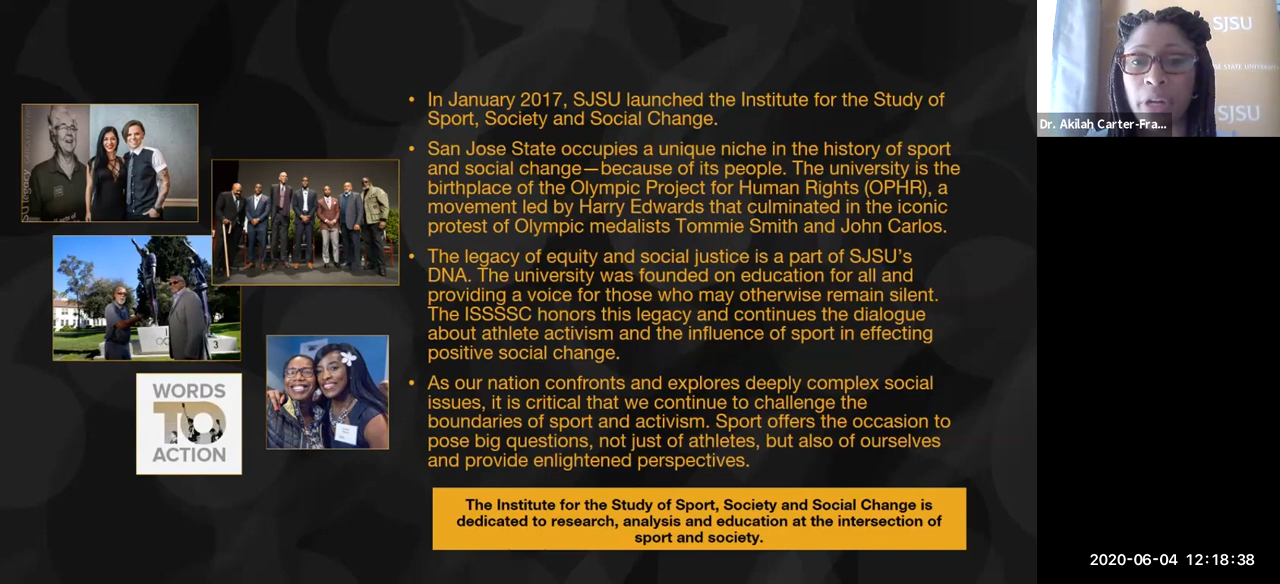 • In January 2017, SJSU launched the Institute for the Study of
Sport, Society and Social Change.
• San Jose State occupies a unique niche in the history of sport
and social change—because of its people. The university is the
birthplace of the Olympic Project for Human Rights (OPHR), a
movement led by Harry Edwards that culminated in the iconic
protest of Olympic medalists Tommie Smith and John Carlos.
• The legacy of equity and social justice is a part of SJSU's
DNA. The university was founded on education for all and
providing a voice for those who may otherwise remain silent.
The ISSSSC honors this legacy and continues the dialogue
about athlete activism and the influence of sport in effecting
positive social change.
• As our nation confronts and explores deeply complex social
issues, it is critical that we continue to challenge the
boundaries of sport and activism. Sport offers the occasion to
pose big questions, not just of athletes, but also of ourselves
and provide enlightened perspectives.
The Institute for the Study of Sport, Society and Social Change is
dedicated to research, analysis and education at the intersection of
sport and society.
legacy
3
WORDS
TO
ACTION
SJSU
STATE
SJSU
Dr. Akilah Carter-Fra...
2020-06-04 12:18:38